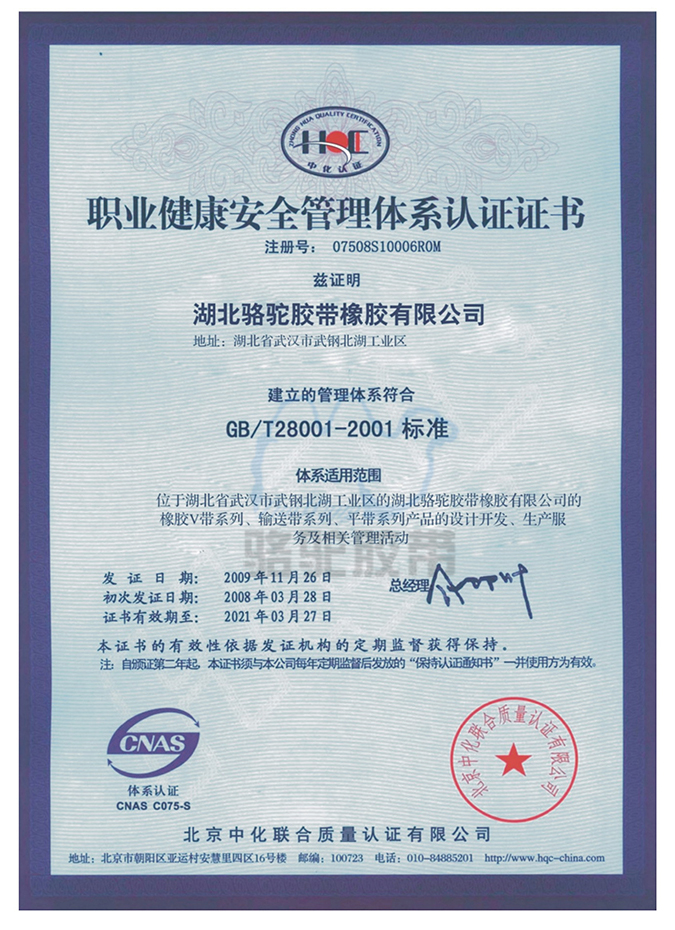 ZHONG HUA QUALITY CERTIFICATION
HQC
中化认证
职业健康安全管理体系认证证书
注册号: 07508S10006R0M
兹证明
湖北骆驼胶带橡胶有限公司
地址: 湖北省武汉市武钢北湖工业区
建立的管理体系符合
GB/T28001-2001 标准
体系适用范围
位于湖北省武汉市武钢北湖工业区的湖北骆驼胶带橡胶有限公司的
橡胶V带系列、输送带系列、平带系列产品的设计开发、生产服
务及相关管理活动
骆驼胶带
发证日期: 2009年11月26日
总经理
初次发证日期: 2008年03月28日
证书有效期至: 2021年03月27日
本证书的有效性依据发证机构的定期监督获得保持。
注: 自颁证第二年起, 本证书须与本公司每年定期监督后发放的“保持认证通知书”一并使用方为有效。
CNAS
体系认证
CNAS C075-S
北京中化联合质量认证有限公司
北京中化联合质量认证有限公司
地址: 北京市朝阳区亚运村安慧里四区16号楼 邮编: 100723 电话: 010-84885201 http://www.hqc-china.com